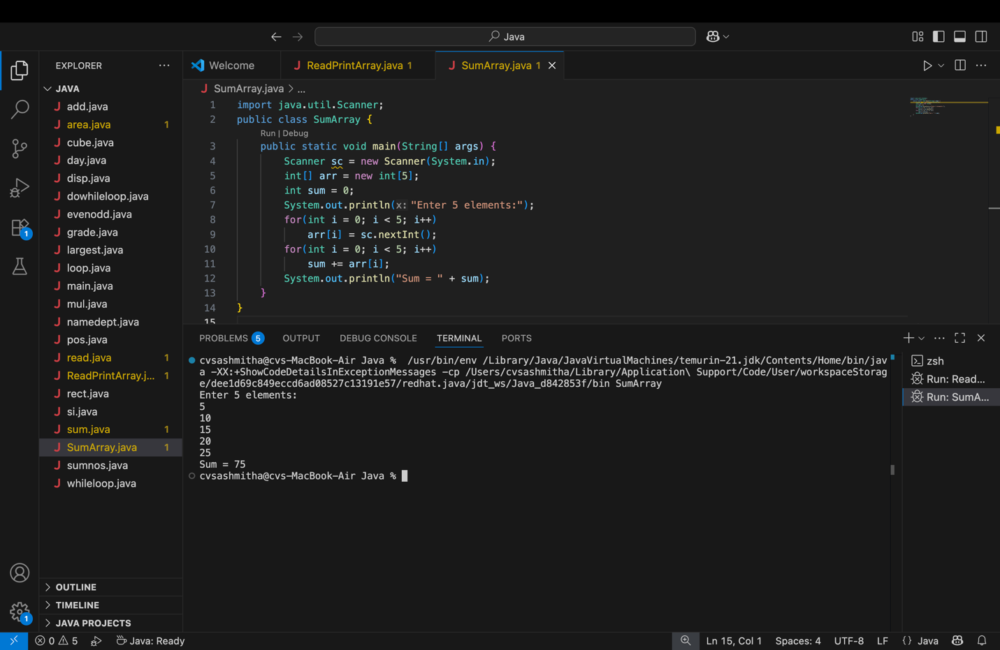 Java
EXPLORER
Welcome
ReadPrintArray.java 1
SumArray.java 1
JAVA
add.java
area.java 1
cube.java
day.java
disp.java
dowhileloop.java
evenodd.java
grade.java
largest.java
loop.java
main.java
mul.java
namedept.java
pos.java
read.java 1
ReadPrintArray.j... 1
rect.java
si.java
sum.java 1
SumArray.java 1
sumnos.java
whileloop.java
OUTLINE
TIMELINE
JAVA PROJECTS
1
1
SumArray.java > ...
1 import java.util.Scanner;
2 public class SumArray {
Run | Debug
3 public static void main(String[] args) {
4 Scanner sc = new Scanner(System.in);
5 int[] arr = new int[5];
6 int sum = 0;
7 System.out.println(x: "Enter 5 elements:");
8 for(int i = 0; i < 5; i++)
9 arr[i] = sc.nextInt();
10 for(int i = 0; i < 5; i++)
11 sum += arr[i];
12 System.out.println("Sum = " + sum);
13 }
14 }
15
PROBLEMS 5 OUTPUT DEBUG CONSOLE TERMINAL PORTS
cvsashmitha@cvs-MacBook-Air Java % /usr/bin/env /Library/Java/JavaVirtualMachines/temurin-21.jdk/Contents/Home/bin/jav
a -XX:+ShowCodeDetailsInExceptionMessages -cp /Users/cvsashmitha/Library/Application\ Support/Code/User/workspaceStorag
e/dee1d69c849eccd6ad08527c13191e57/redhat.java/jdt_ws/Java_d842853f/bin SumArray
Enter 5 elements:
5
10
15
20
25
Sum = 75
cvsashmitha@cvs-MacBook-Air Java %
zsh
Run: Read...
Run: SumA...
0 5 Java: Ready Ln 15, Col 1 Spaces: 4 UTF-8 LF {} Java